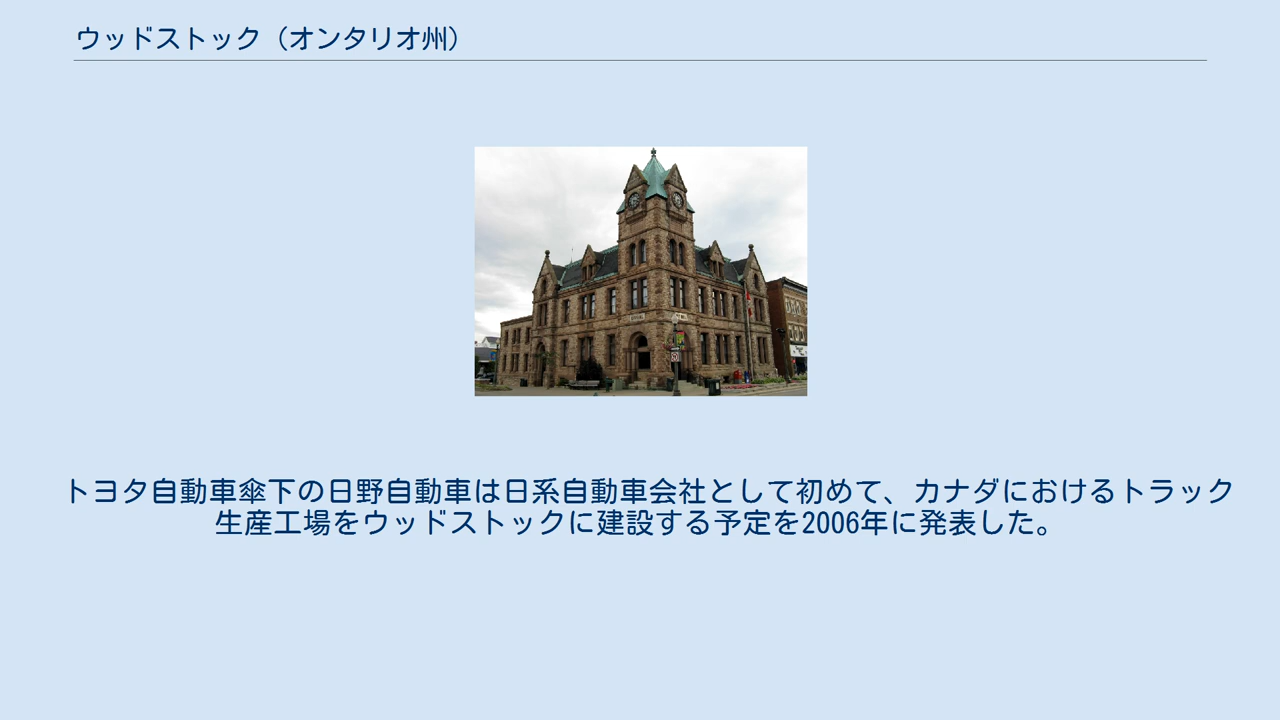 ウッドストック（オンタリオ州）
トヨタ自動車傘下の日野自動車は日系自動車会社として初めて、カナダにおけるトラック
生産工場をウッドストックに建設する予定を2006年に発表した。